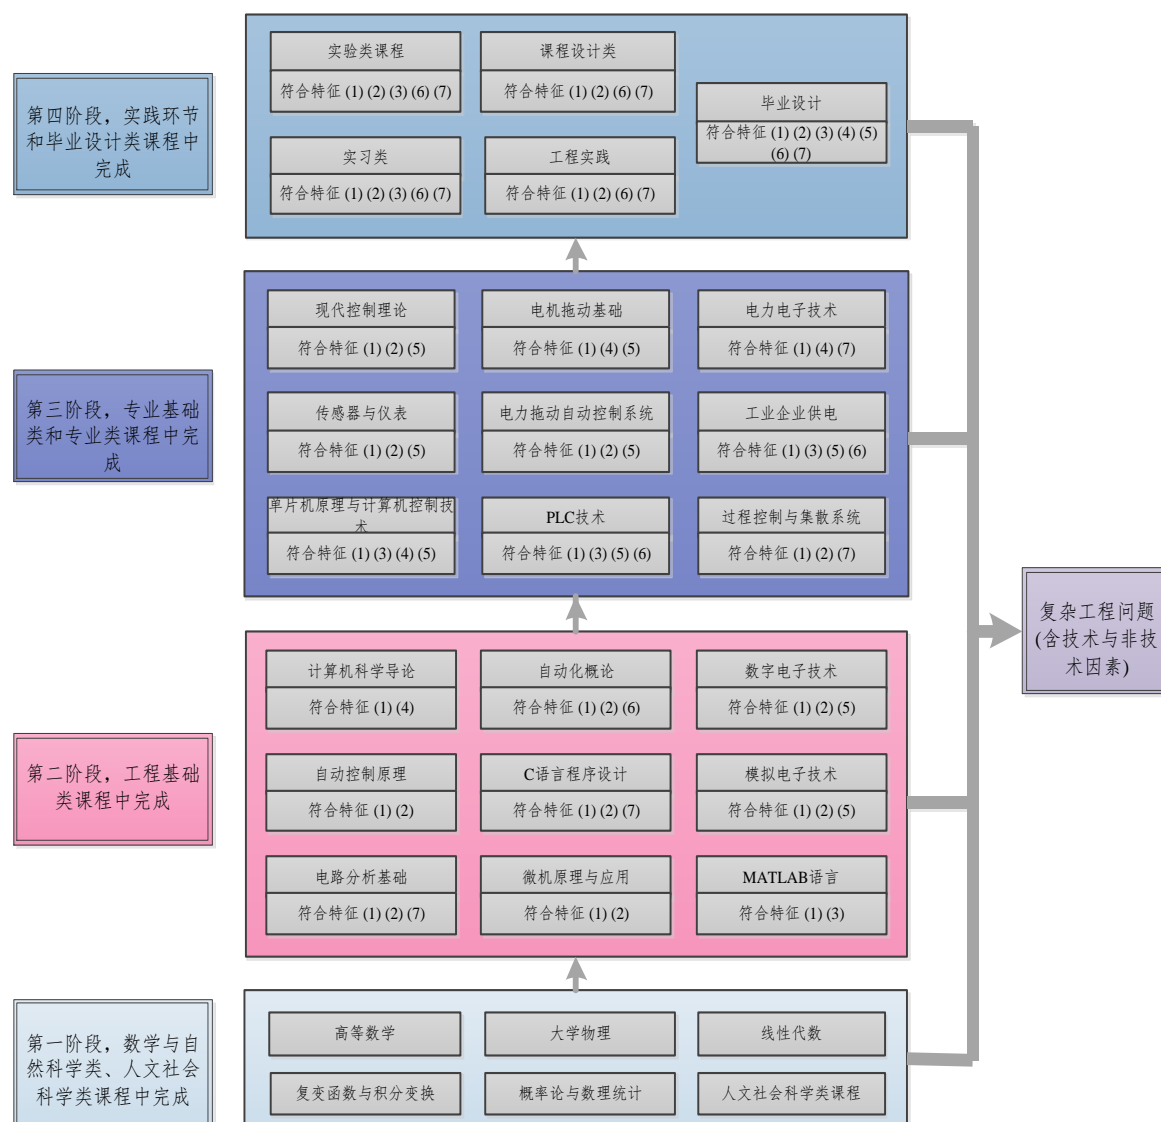 第四阶段，实践环节
和毕业设计类课程中
完成
实验类课程
符合特征 (1) (2) (3) (6) (7)
课程设计类
符合特征 (1) (2) (6) (7)
毕业设计
符合特征 (1) (2) (3) (4) (5)
(6) (7)
实习类
符合特征 (1) (2) (3) (6) (7)
工程实践
符合特征 (1) (2) (6) (7)
第三阶段，专业基础
类和专业类课程中完
成
现代控制理论
符合特征 (1) (2) (5)
电机拖动基础
符合特征 (1) (4) (5)
电力电子技术
符合特征 (1) (4) (7)
传感器与仪表
符合特征 (1) (2) (5)
电力拖动自动控制系统
符合特征 (1) (2) (5)
工业企业供电
符合特征 (1) (3) (5) (6)
单片机原理与计算机控制技
术
符合特征 (1) (3) (4) (5)
PLC技术
符合特征 (1) (3) (5) (6)
过程控制与集散系统
符合特征 (1) (2) (7)
复杂工程问题
(含技术与非技
术因素)
第二阶段，工程基础
类课程中完成
计算机科学导论
符合特征 (1) (4)
自动化概论
符合特征 (1) (2) (6)
数字电子技术
符合特征 (1) (2) (5)
自动控制原理
符合特征 (1) (2)
C语言程序设计
符合特征 (1) (2) (7)
模拟电子技术
符合特征 (1) (2) (5)
电路分析基础
符合特征 (1) (2) (7)
微机原理与应用
符合特征 (1) (2)
MATLAB语言
符合特征 (1) (3)
第一阶段，数学与自
然科学类、人文社会
科学类课程中完成
高等数学
大学物理
线性代数
复变函数与积分变换
概率论与数理统计
人文社会科学类课程